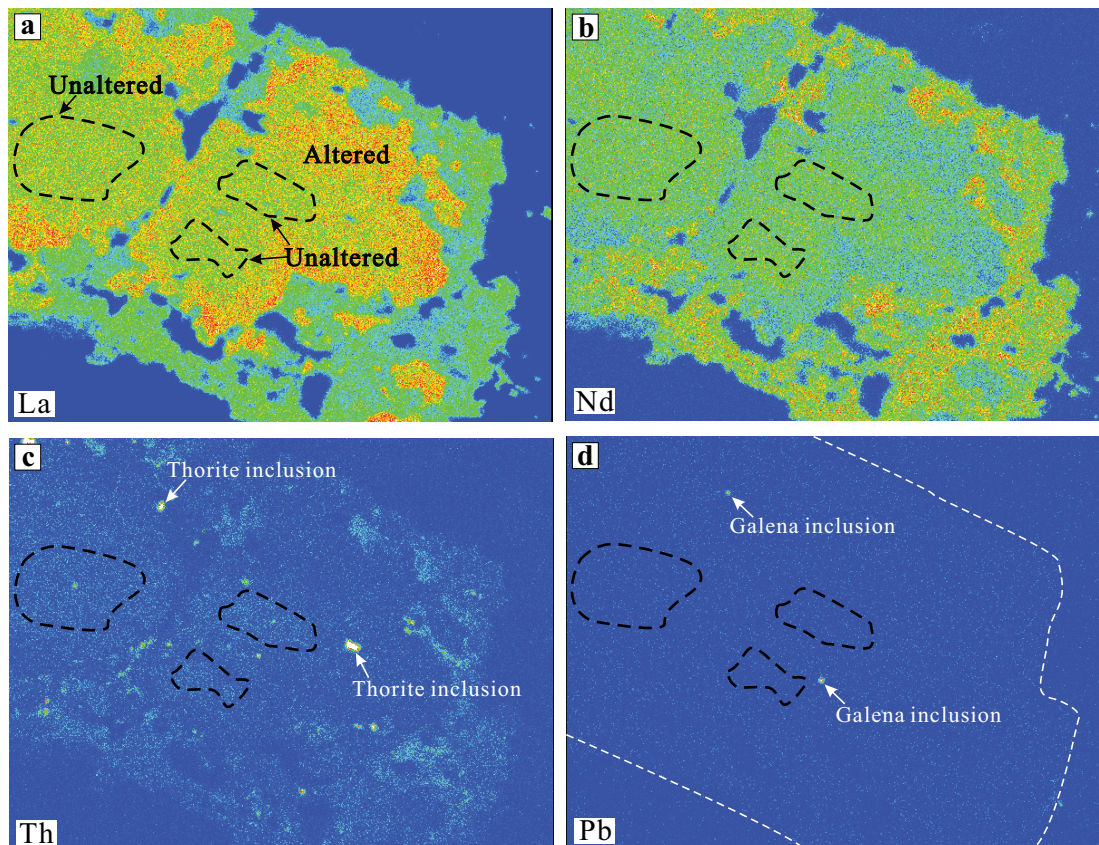 a
Unaltered
Altered
Unaltered
La
b
Nd
c
Thorite inclusion
Thorite inclusion
Th
d
Galena inclusion
Galena inclusion
Pb